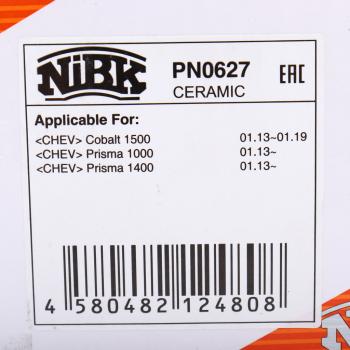 NiBK PN0627 EAC
CERAMIC
Applicable For:
<CHEV> Cobalt 1500 01.13~01.19
<CHEV> Prisma 1000 01.13~
<CHEV> Prisma 1400 01.13~
4 580482 124808
NiBK